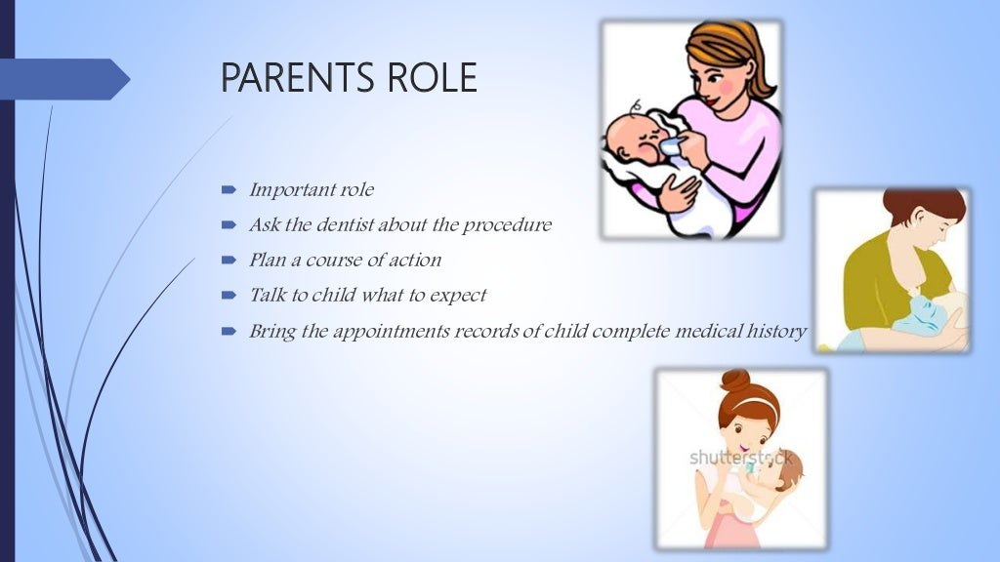 PARENTS ROLE
Important role
Ask the dentist about the procedure
Plan a course of action
Talk to child what to expect
Bring the appointments records of child complete medical history
shutterstock